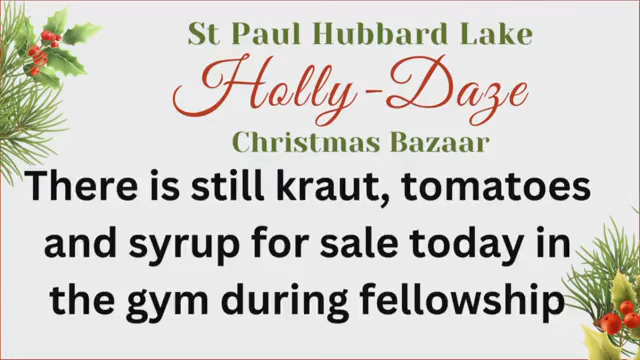 St Paul Hubbard Lake
Holly-Daze
Christmas Bazaar
There is still kraut, tomatoes
and syrup for sale today in
the gym during fellowship